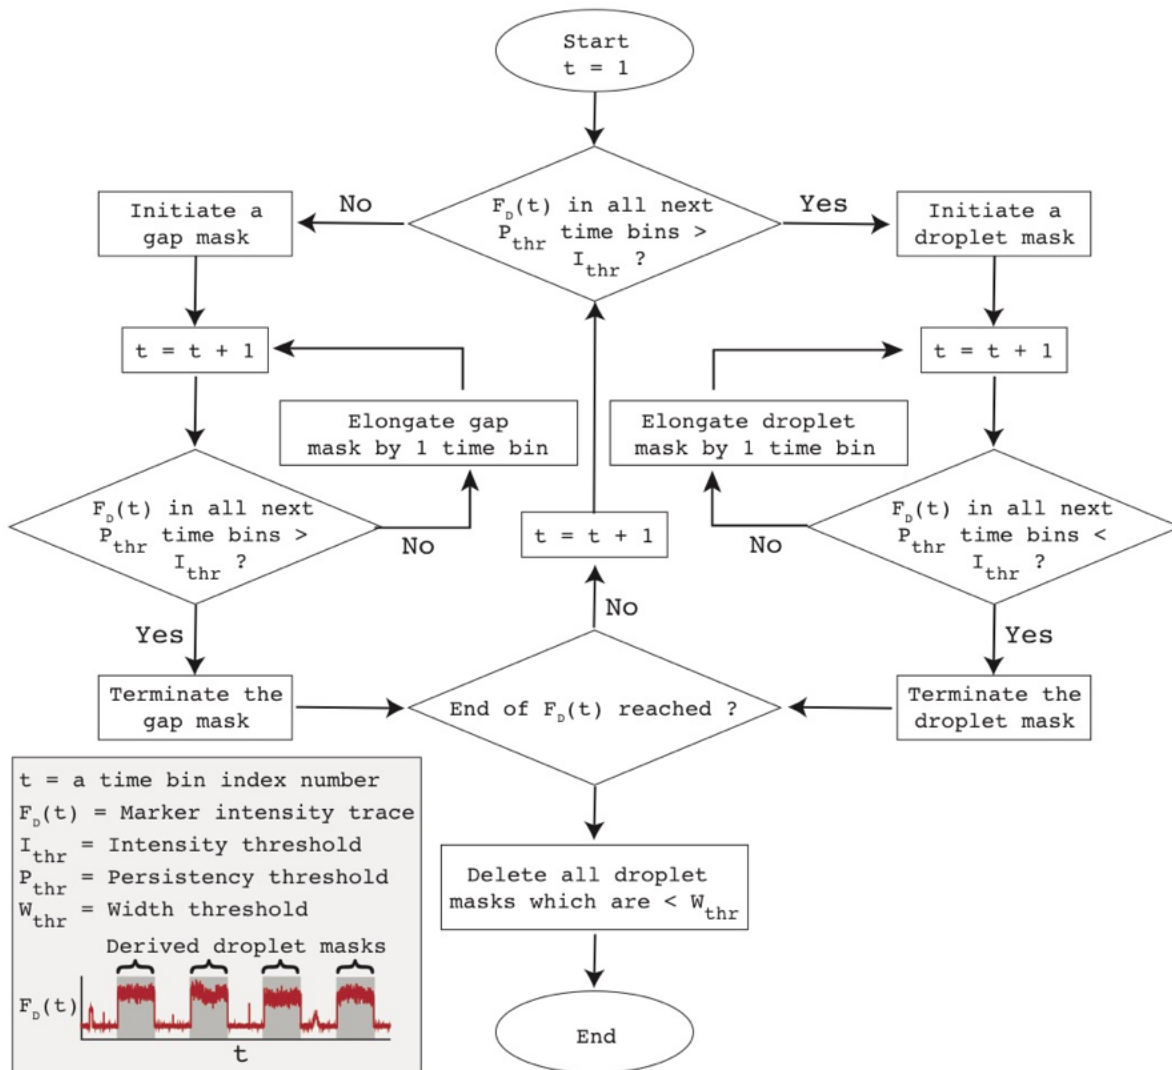 Start
t = 1
F_D(t) in all next
P_thr time bins >
I_thr ?
No
Yes
Initiate a
gap mask
Initiate a
droplet mask
t = t + 1
t = t + 1
Elongate gap
mask by 1 time bin
Elongate droplet
mask by 1 time bin
F_D(t) in all next
P_thr time bins >
I_thr ?
No
t = t + 1
F_D(t) in all next
P_thr time bins <
I_thr ?
No
Yes
No
Yes
Terminate the
gap mask
End of F_D(t) reached ?
Terminate the
droplet mask
t = a time bin index number
F_D(t) = Marker intensity trace
I_thr = Intensity threshold
P_thr = Persistency threshold
W_thr = Width threshold
Derived droplet masks
F_D(t)
t
Delete all droplet
masks which are < W_thr
End